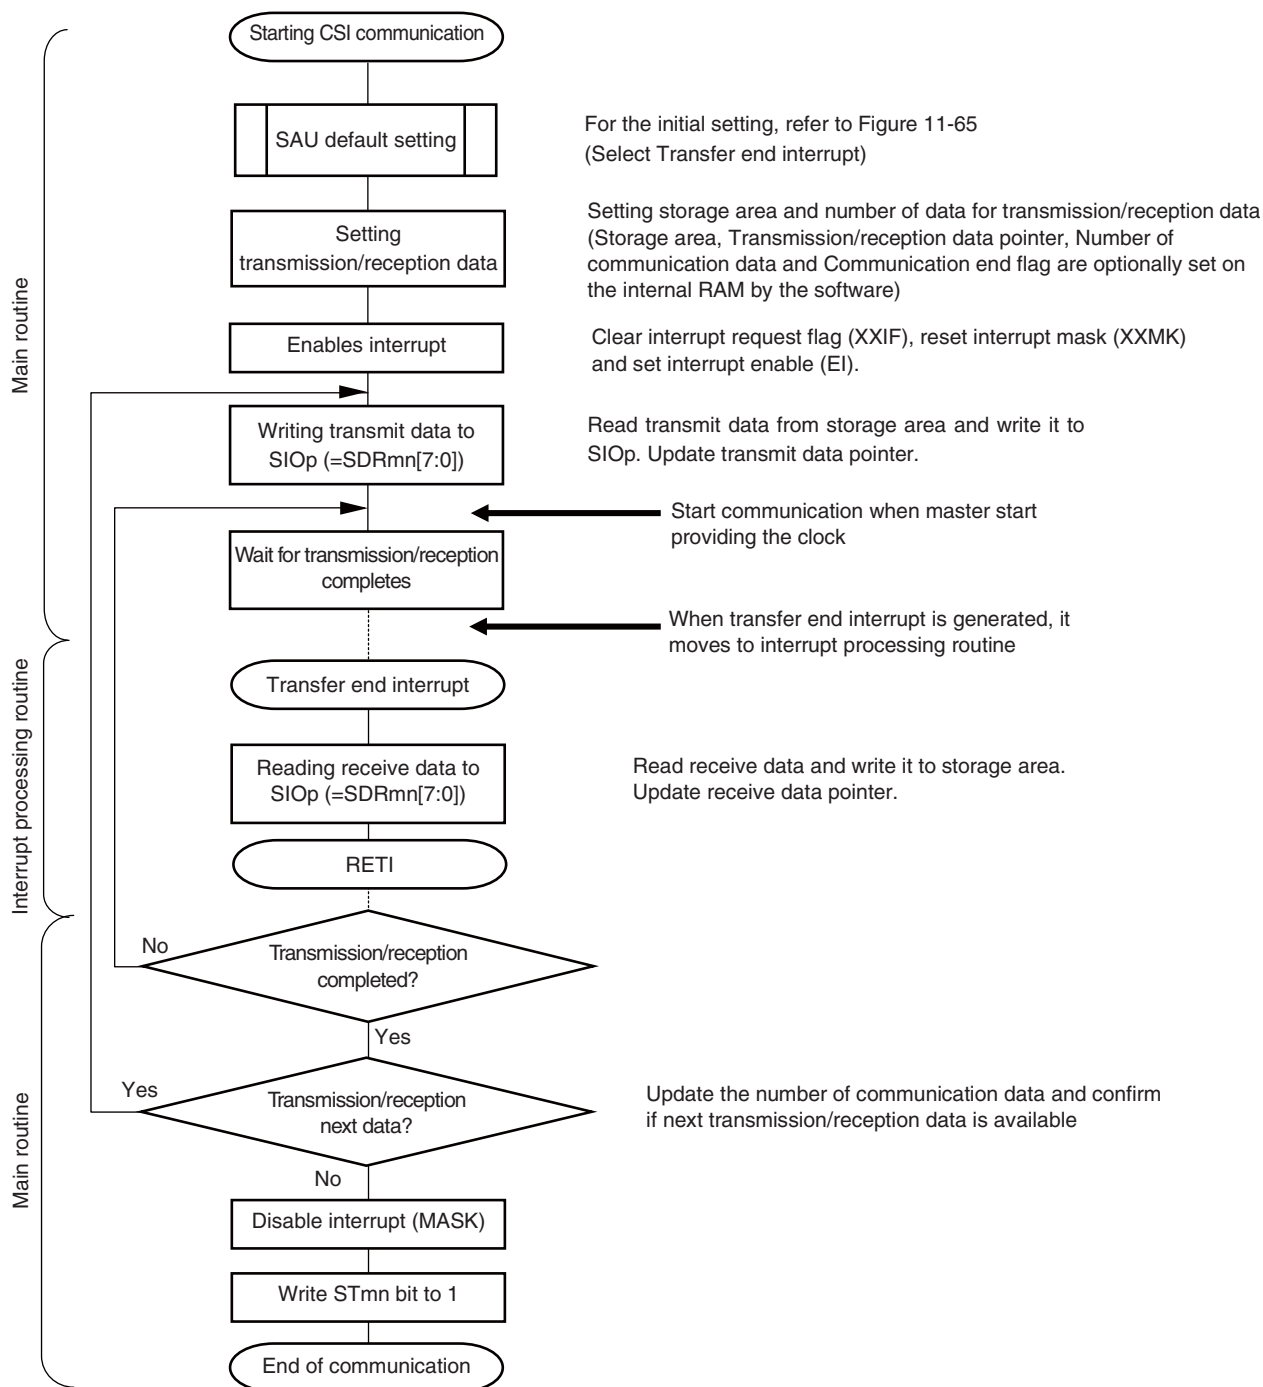 Starting CSI communication
SAU default setting
For the initial setting, refer to Figure 11-65
(Select Transfer end interrupt)
Setting
transmission/reception data
Setting storage area and number of data for transmission/reception data
(Storage area, Transmission/reception data pointer, Number of
communication data and Communication end flag are optionally set on
the internal RAM by the software)
Main routine
Enables interrupt
Clear interrupt request flag (XXIF), reset interrupt mask (XXMK)
and set interrupt enable (EI).
Writing transmit data to
SIOp (=SDRmn[7:0])
Read transmit data from storage area and write it to
SIOp. Update transmit data pointer.
Start communication when master start
providing the clock
Wait for transmission/reception
completes
When transfer end interrupt is generated, it
moves to interrupt processing routine
Interrupt processing routine
Transfer end interrupt
Reading receive data to
SIOp (=SDRmn[7:0])
Read receive data and write it to storage area.
Update receive data pointer.
RETI
No
Transmission/reception
completed?
Yes
Main routine
Yes
Transmission/reception
next data?
Update the number of communication data and confirm
if next transmission/reception data is available
No
Disable interrupt (MASK)
Write STmn bit to 1
End of communication